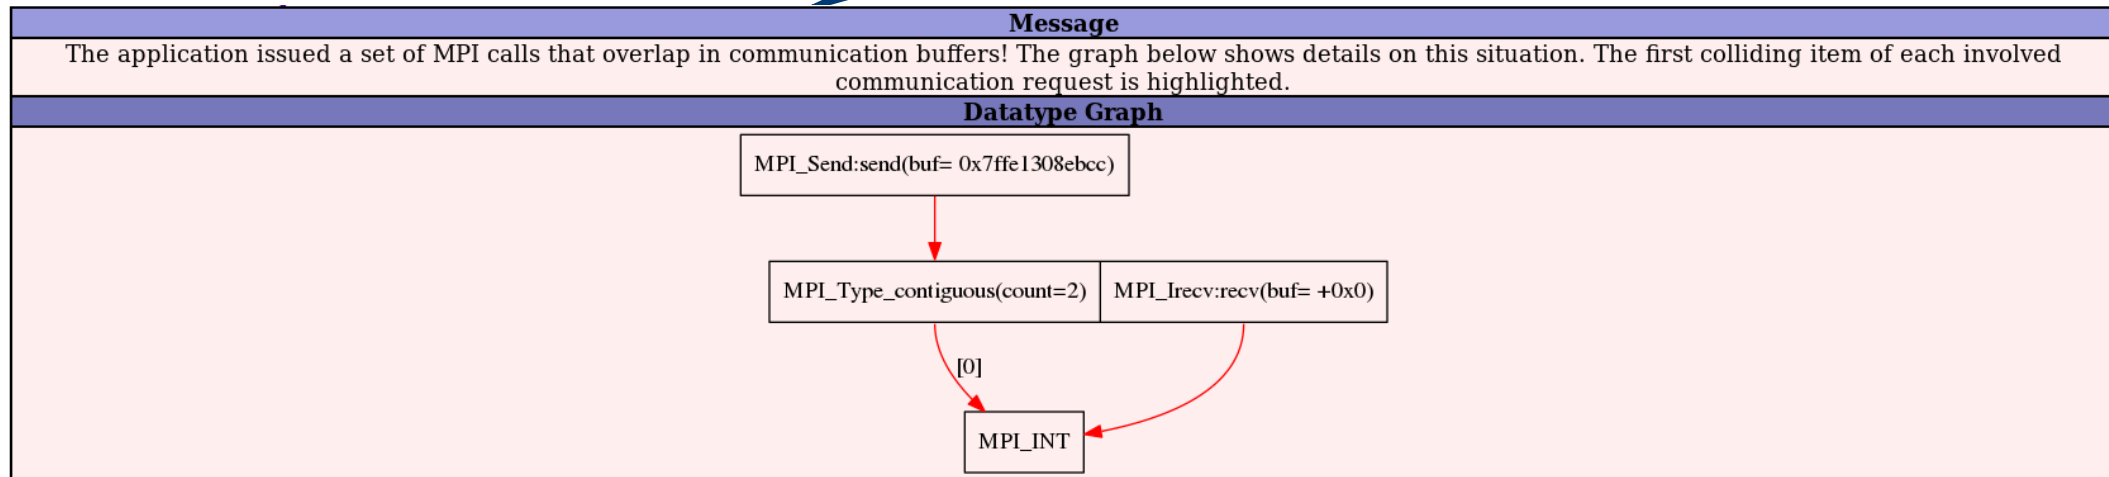 Message
The application issued a set of MPI calls that overlap in communication buffers! The graph below shows details on this situation. The first colliding item of each involved
communication request is highlighted.
Datatype Graph
MPI_Send:send(buf= 0x7ffe1308ebcc)
MPI_Type_contiguous(count=2) MPI_Irecv:recv(buf= +0x0)
[0]
MPI_INT